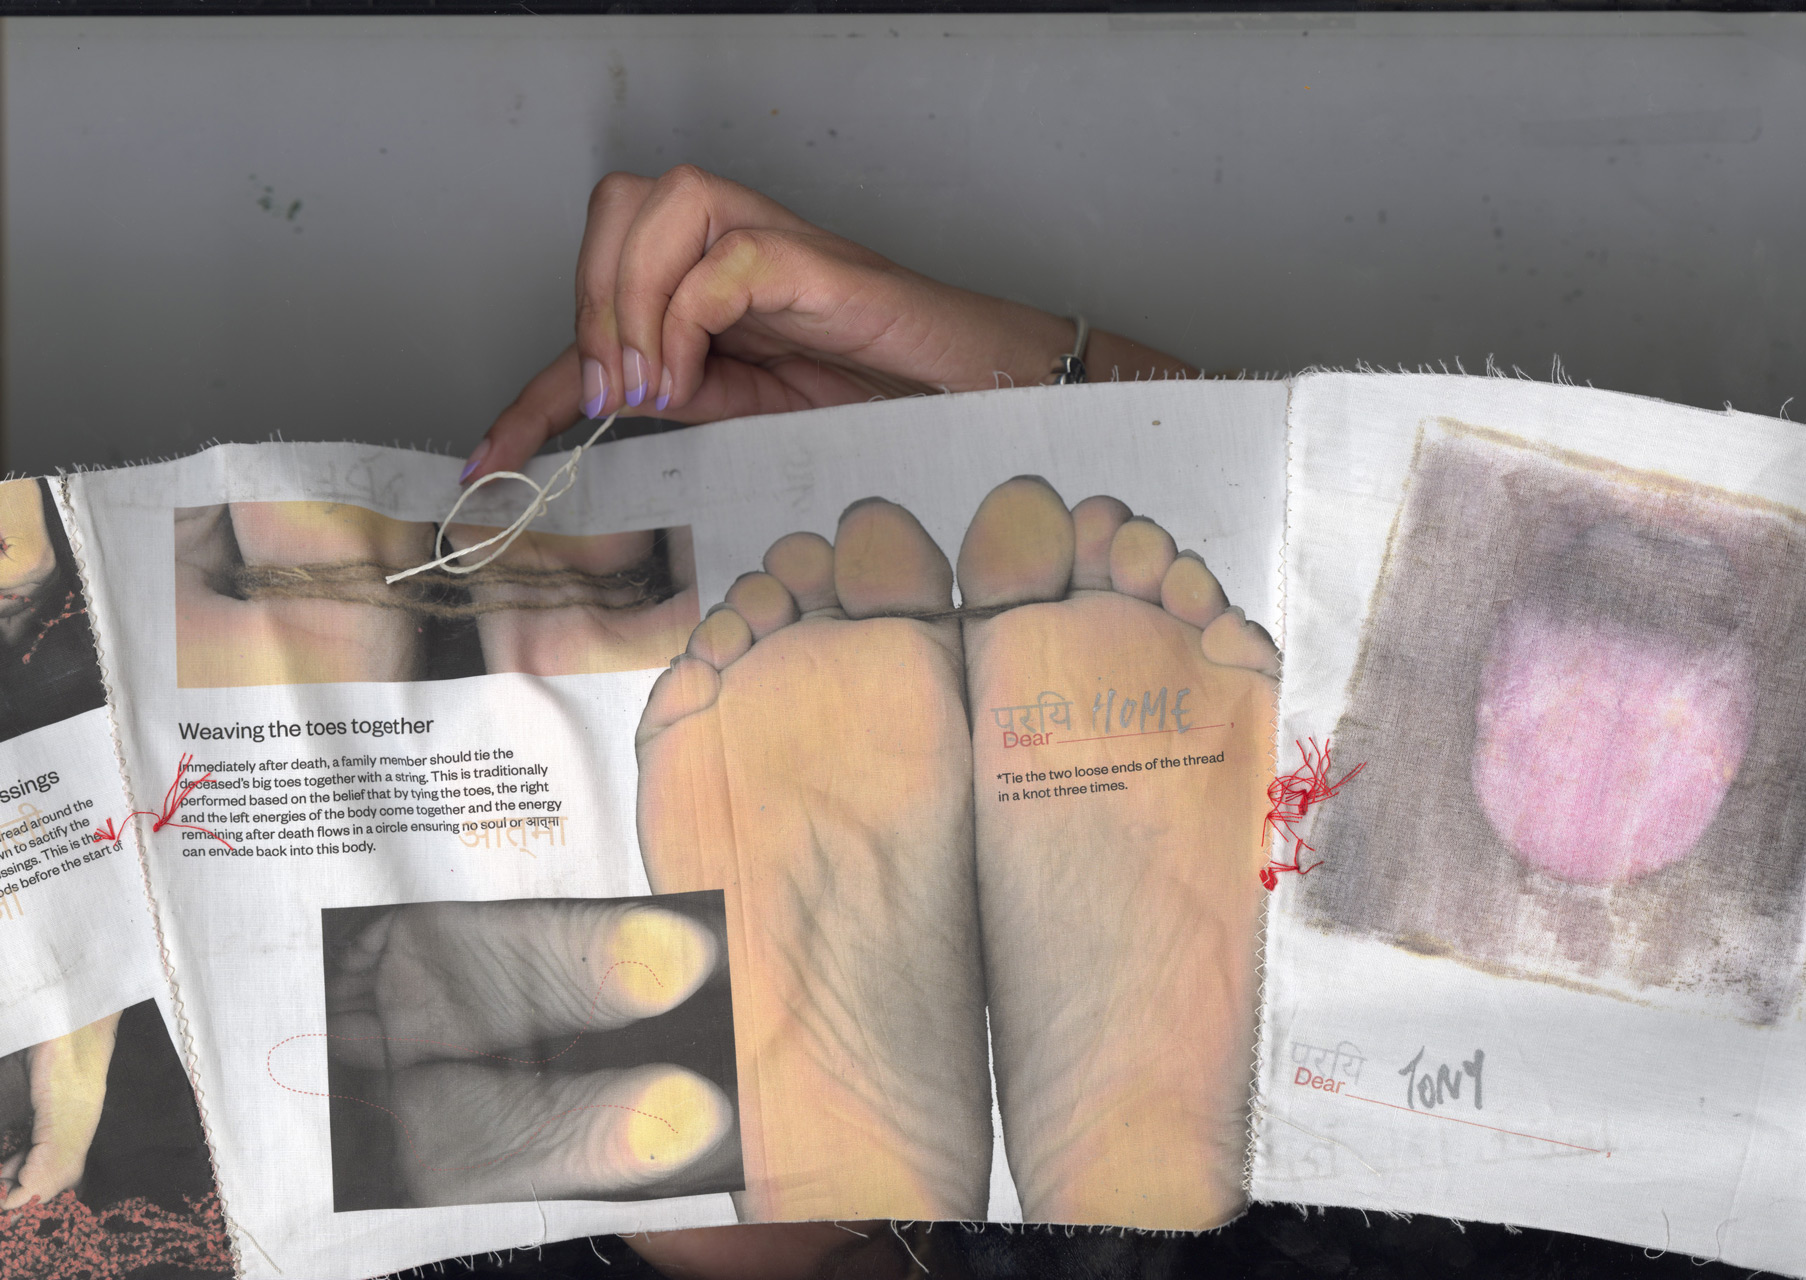 ssings
read around the
wn to sactify the
ssings. This is the
ods before the start of
Weaving the toes together
Immediately after death, a family member should tie the
deceased's big toes together with a string. This is traditionally
performed based on the belief that by tying the toes, the right
and the left energies of the body come together and the energy
remaining after death flows in a circle ensuring no soul or आत्मा
can envade back into this body.
आत्मा
परयि HOME
Dear ,
*Tie the two loose ends of the thread
in a knot three times.
परयि TONY
Dear ,